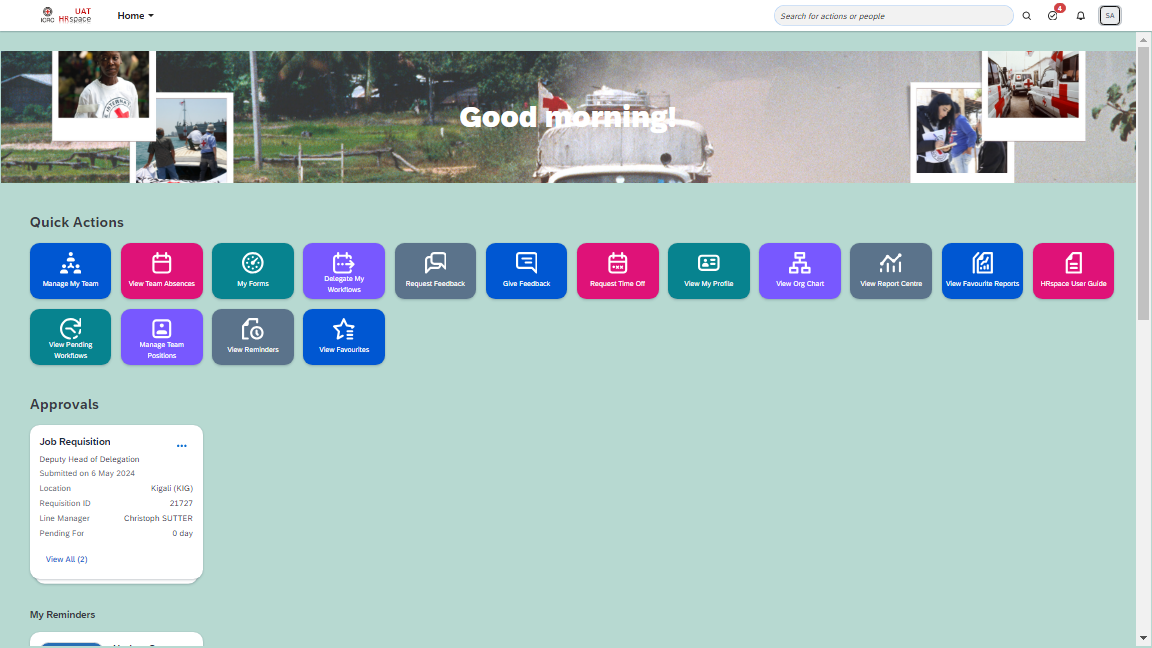 ICRC
UAT
HRspace
Home
Search for actions or people
4
SA
Good morning!
Quick Actions
Manage My Team
View Team Absences
My Forms
Delegate My
Workflows
Request Feedback
Give Feedback
Request Time Off
View My Profile
View Org Chart
View Report Centre
View Favourite Reports
HRspace User Guide
View Pending
Workflows
Manage Team
Positions
View Reminders
View Favourites
Approvals
Job Requisition
Deputy Head of Delegation
Submitted on 6 May 2024
Location Kigali (KIG)
Requisition ID 21727
Line Manager Christoph SUTTER
Pending For 0 day
View All (2)
My Reminders